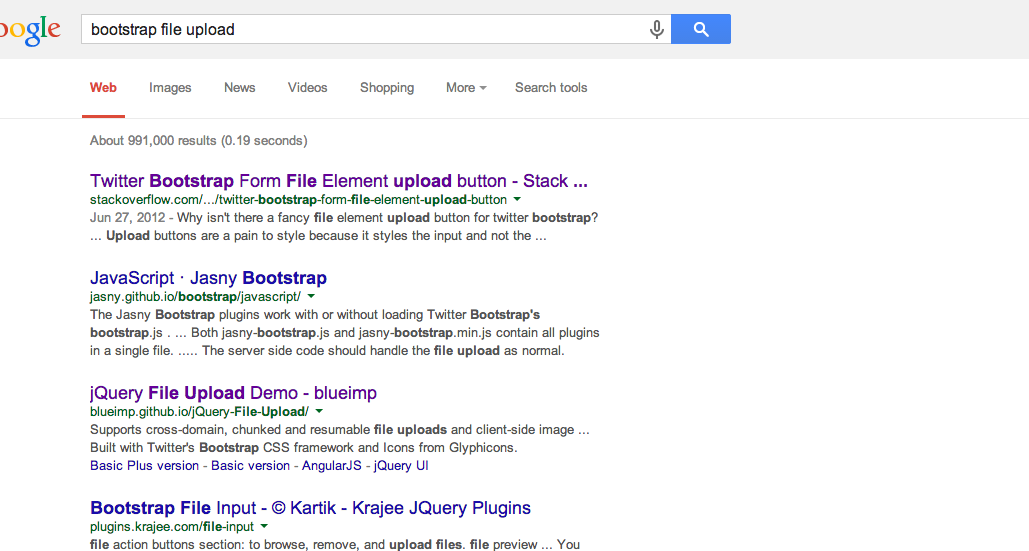 oogle
bootstrap file upload
Web Images News Videos Shopping More Search tools
About 991,000 results (0.19 seconds)
Twitter Bootstrap Form File Element upload button - Stack ...
stackoverflow.com/.../twitter-bootstrap-form-file-element-upload-button
Jun 27, 2012 - Why isn't there a fancy file element upload button for twitter bootstrap?
... Upload buttons are a pain to style because it styles the input and not the ...
JavaScript · Jasny Bootstrap
jasny.github.io/bootstrap/javascript/
The Jasny Bootstrap plugins work with or without loading Twitter Bootstrap's
bootstrap.js . ... Both jasny-bootstrap.js and jasny-bootstrap.min.js contain all plugins
in a single file. ..... The server side code should handle the file upload as normal.
jQuery File Upload Demo - blueimp
blueimp.github.io/jQuery-File-Upload/
Supports cross-domain, chunked and resumable file uploads and client-side image ...
Built with Twitter's Bootstrap CSS framework and Icons from Glyphicons.
Basic Plus version - Basic version - AngularJS - jQuery UI
Bootstrap File Input - © Kartik - Krajee JQuery Plugins
plugins.krajee.com/file-input
file action buttons section: to browse, remove, and upload files. file preview ... You